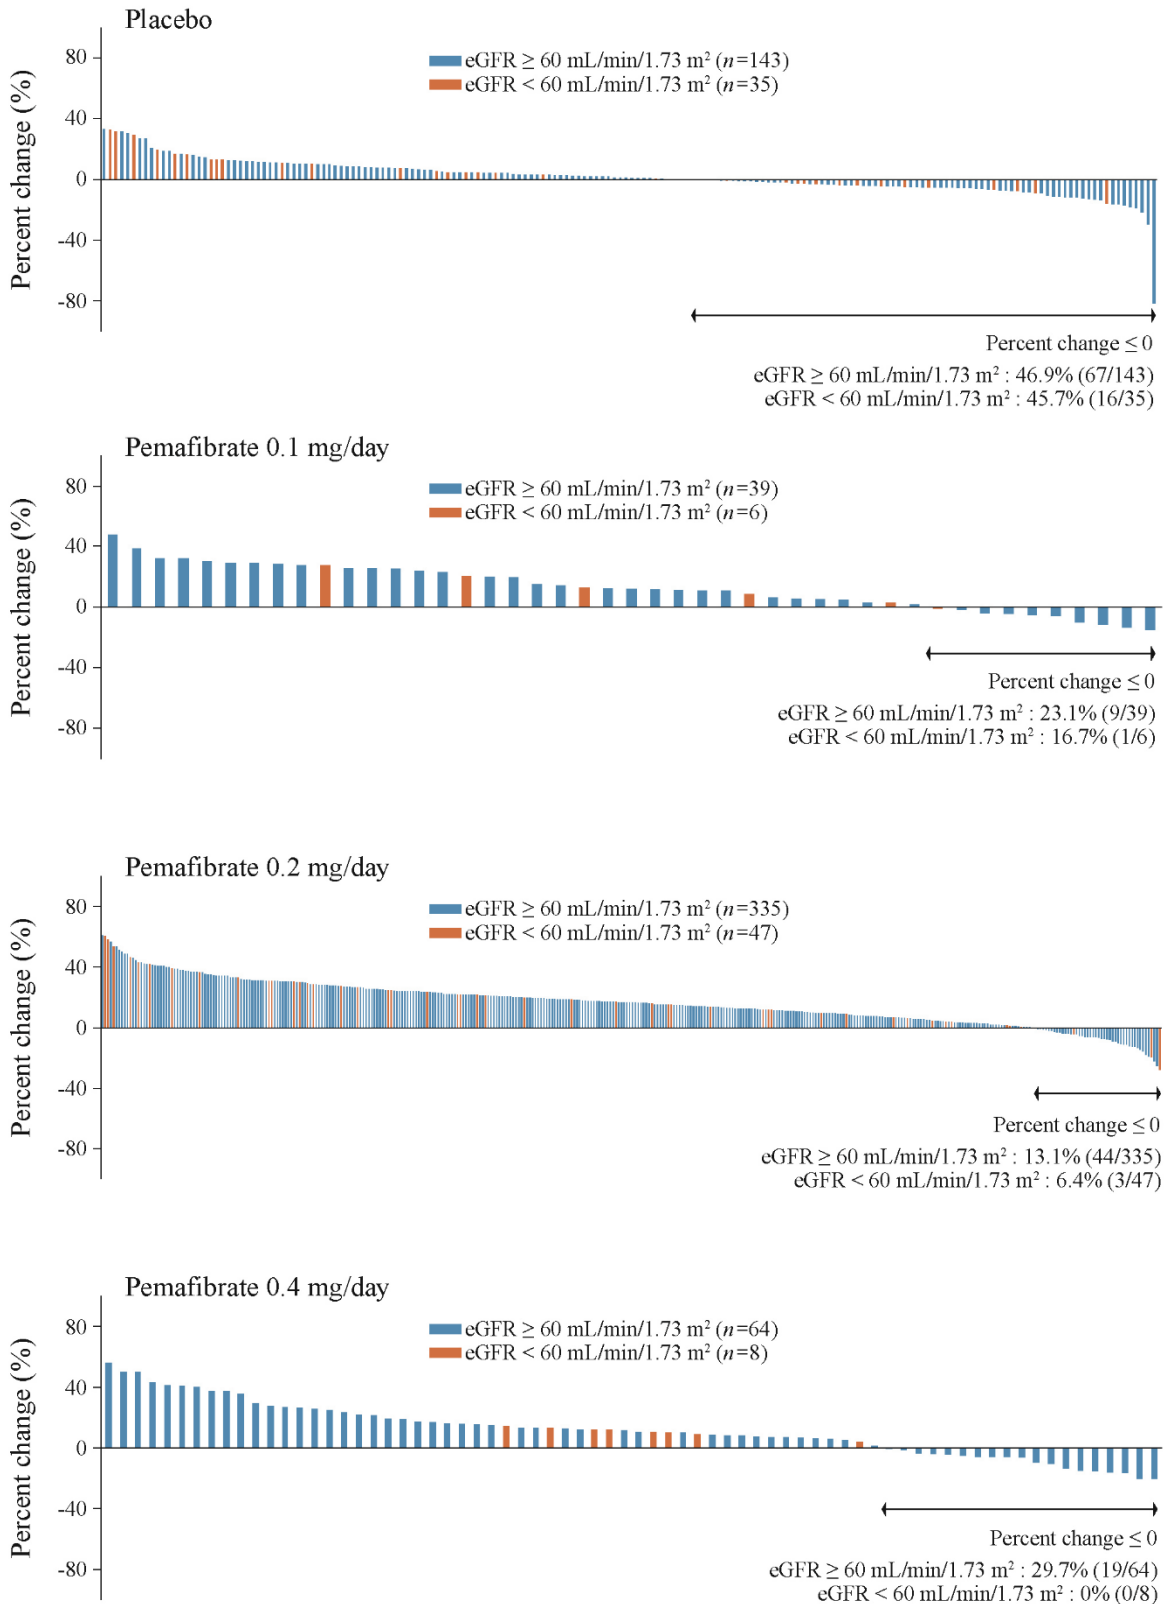 Placebo
Percent change (%)
80
40
0
-40
-80
eGFR ≥ 60 mL/min/1.73 m² (n=143)
eGFR < 60 mL/min/1.73 m² (n=35)
Percent change ≤ 0
eGFR ≥ 60 mL/min/1.73 m² : 46.9% (67/143)
eGFR < 60 mL/min/1.73 m² : 45.7% (16/35)
Pemafibrate 0.1 mg/day
Percent change (%)
80
40
0
-40
-80
eGFR ≥ 60 mL/min/1.73 m² (n=39)
eGFR < 60 mL/min/1.73 m² (n=6)
Percent change ≤ 0
eGFR ≥ 60 mL/min/1.73 m² : 23.1% (9/39)
eGFR < 60 mL/min/1.73 m² : 16.7% (1/6)
Pemafibrate 0.2 mg/day
Percent change (%)
80
40
0
-40
-80
eGFR ≥ 60 mL/min/1.73 m² (n=335)
eGFR < 60 mL/min/1.73 m² (n=47)
Percent change ≤ 0
eGFR ≥ 60 mL/min/1.73 m² : 13.1% (44/335)
eGFR < 60 mL/min/1.73 m² : 6.4% (3/47)
Pemafibrate 0.4 mg/day
Percent change (%)
80
40
0
-40
-80
eGFR ≥ 60 mL/min/1.73 m² (n=64)
eGFR < 60 mL/min/1.73 m² (n=8)
Percent change ≤ 0
eGFR ≥ 60 mL/min/1.73 m² : 29.7% (19/64)
eGFR < 60 mL/min/1.73 m² : 0% (0/8)